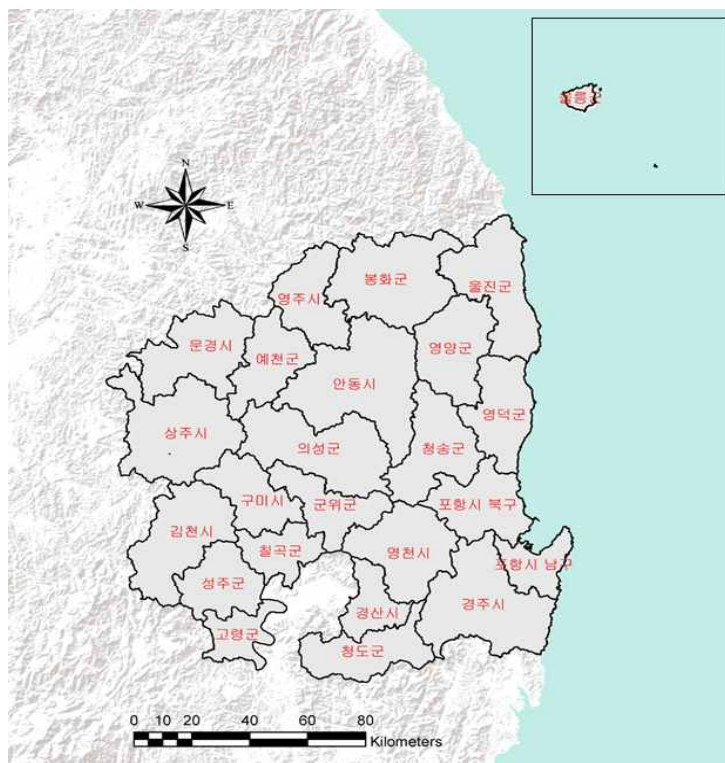 울릉군
N
W E
S
봉화군
울진군
영주시
문경시
예천군
영양군
안동시
영덕군
상주시
의성군
청송군
구미시
군위군
포항시 북구
김천시
칠곡군
영천시
포항시 남구
성주군
경산시
경주시
고령군
청도군
0 10 20 40 60 80
Kilometers